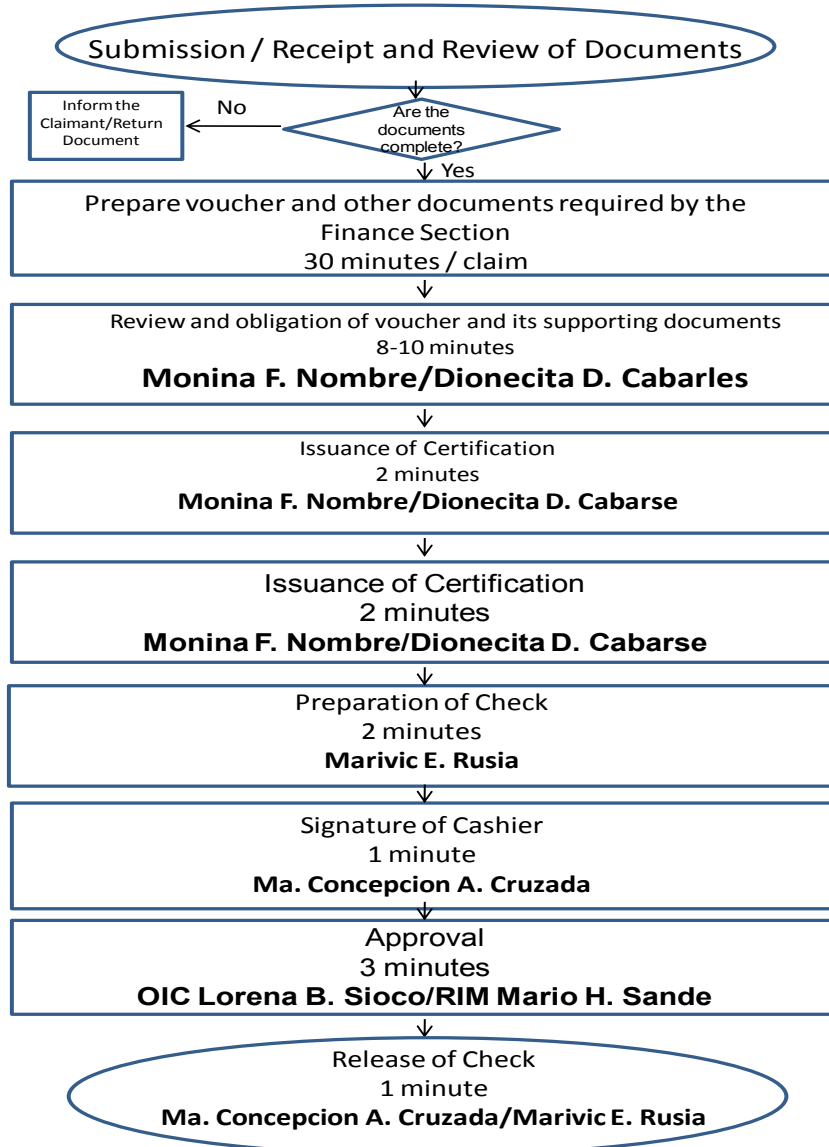 Submission / Receipt and Review of Documents
Are the
documents
complete?
No
Inform the
Claimant/Return
Document
Yes
Prepare voucher and other documents required by the
Finance Section
30 minutes / claim
Review and obligation of voucher and its supporting documents
8-10 minutes
Monina F. Nombre/Dionecita D. Cabarles
Issuance of Certification
2 minutes
Monina F. Nombre/Dionecita D. Cabarse
Issuance of Certification
2 minutes
Monina F. Nombre/Dionecita D. Cabarse
Preparation of Check
2 minutes
Marivic E. Rusia
Signature of Cashier
1 minute
Ma. Concepcion A. Cruzada
Approval
3 minutes
OIC Lorena B. Sioco/RIM Mario H. Sande
Release of Check
1 minute
Ma. Concepcion A. Cruzada/Marivic E. Rusia